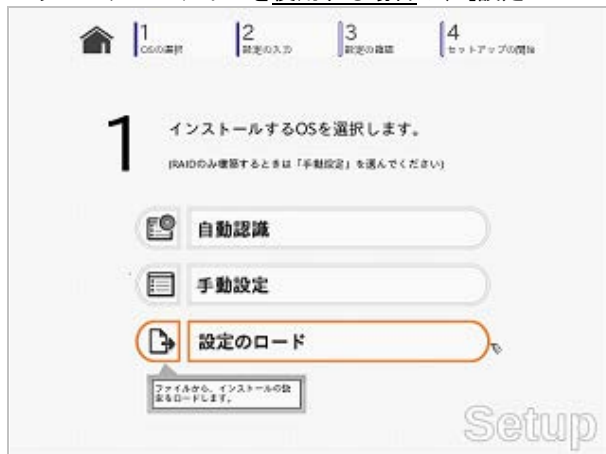 1
OSの選択
2
設定の入力
3
設定の確認
4
セットアップの開始
1
インストールするOSを選択します。
(RAIDのみ構築するときは「手動設定」を選んでください)
自動認識
手動設定
設定のロード
ファイルから、インストールの設
定をロードします。
Setup